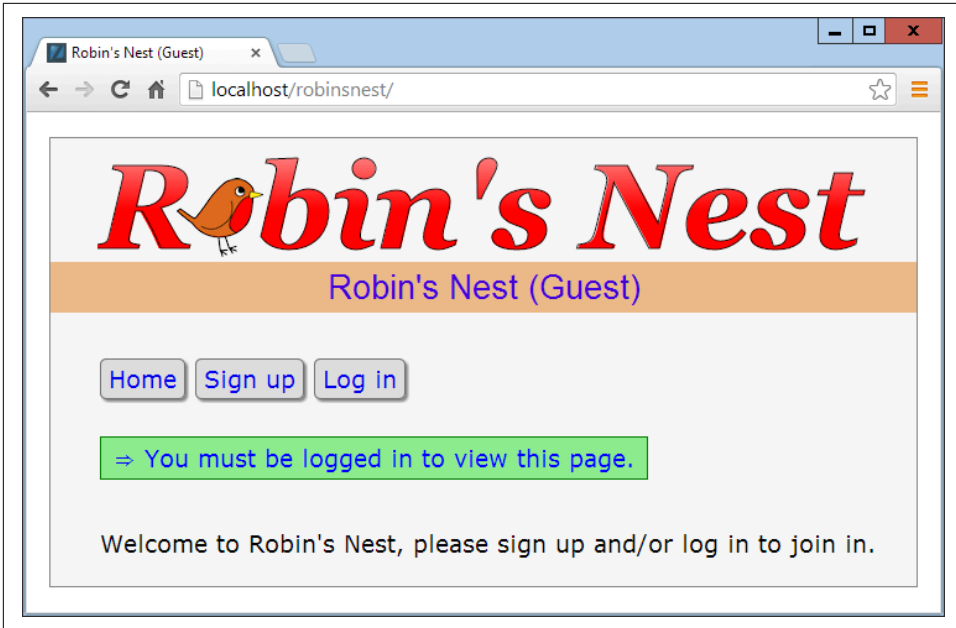 Robin's Nest (Guest)
localhost/robinsnest/
Robin's Nest
Robin's Nest (Guest)
Home Sign up Log in
⇒ You must be logged in to view this page.
Welcome to Robin's Nest, please sign up and/or log in to join in.